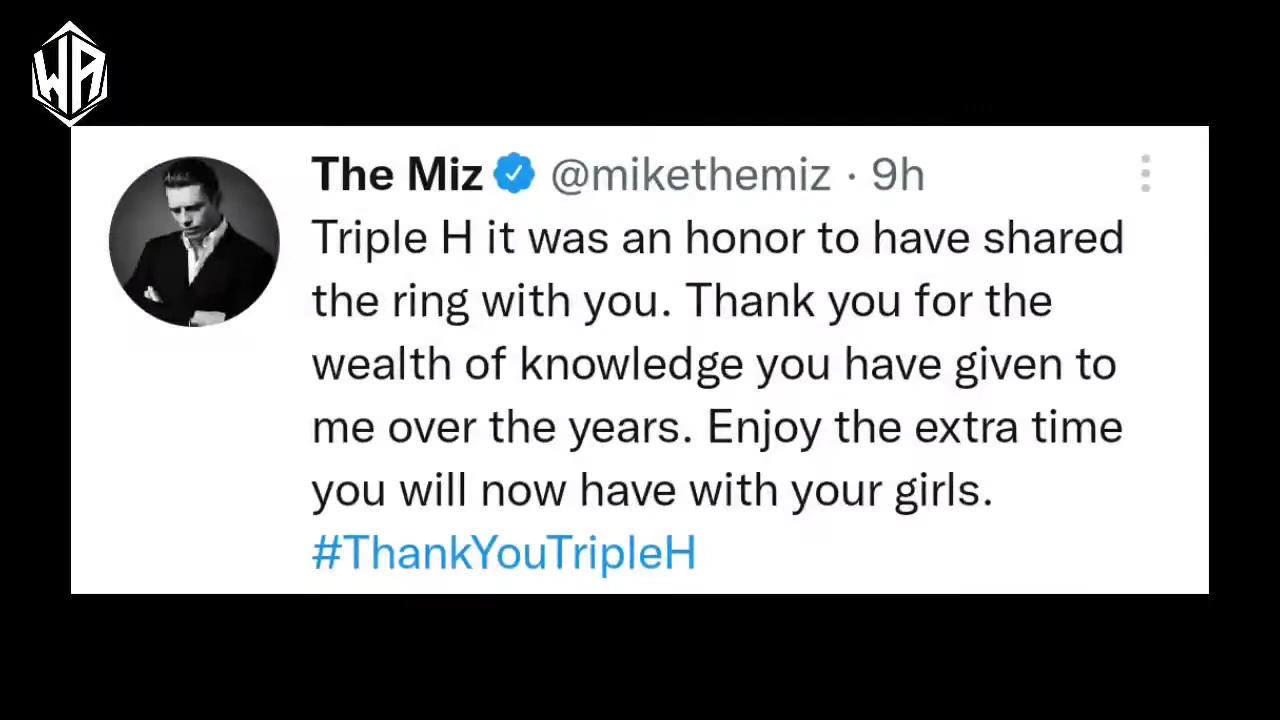 WA
The Miz @mikethemiz · 9h
Triple H it was an honor to have shared
the ring with you. Thank you for the
wealth of knowledge you have given to
me over the years. Enjoy the extra time
you will now have with your girls.
#ThankYouTripleH